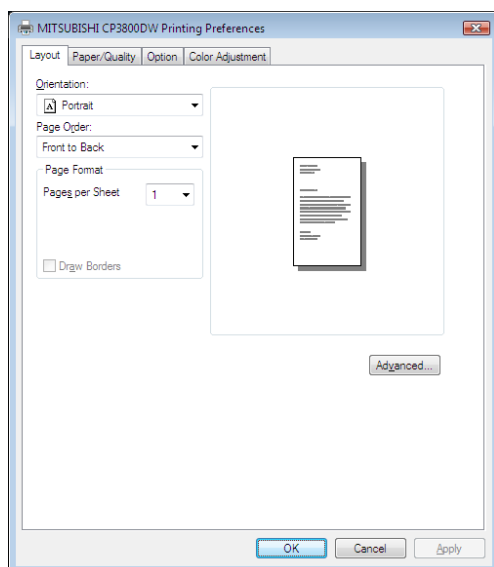 MITSUBISHI CP3800DW Printing Preferences
Layout Paper/Quality Option Color Adjustment
Orientation:
A Portrait
Page Order:
Front to Back
Page Format
Pages per Sheet 1
Draw Borders
Advanced...
OK Cancel Apply